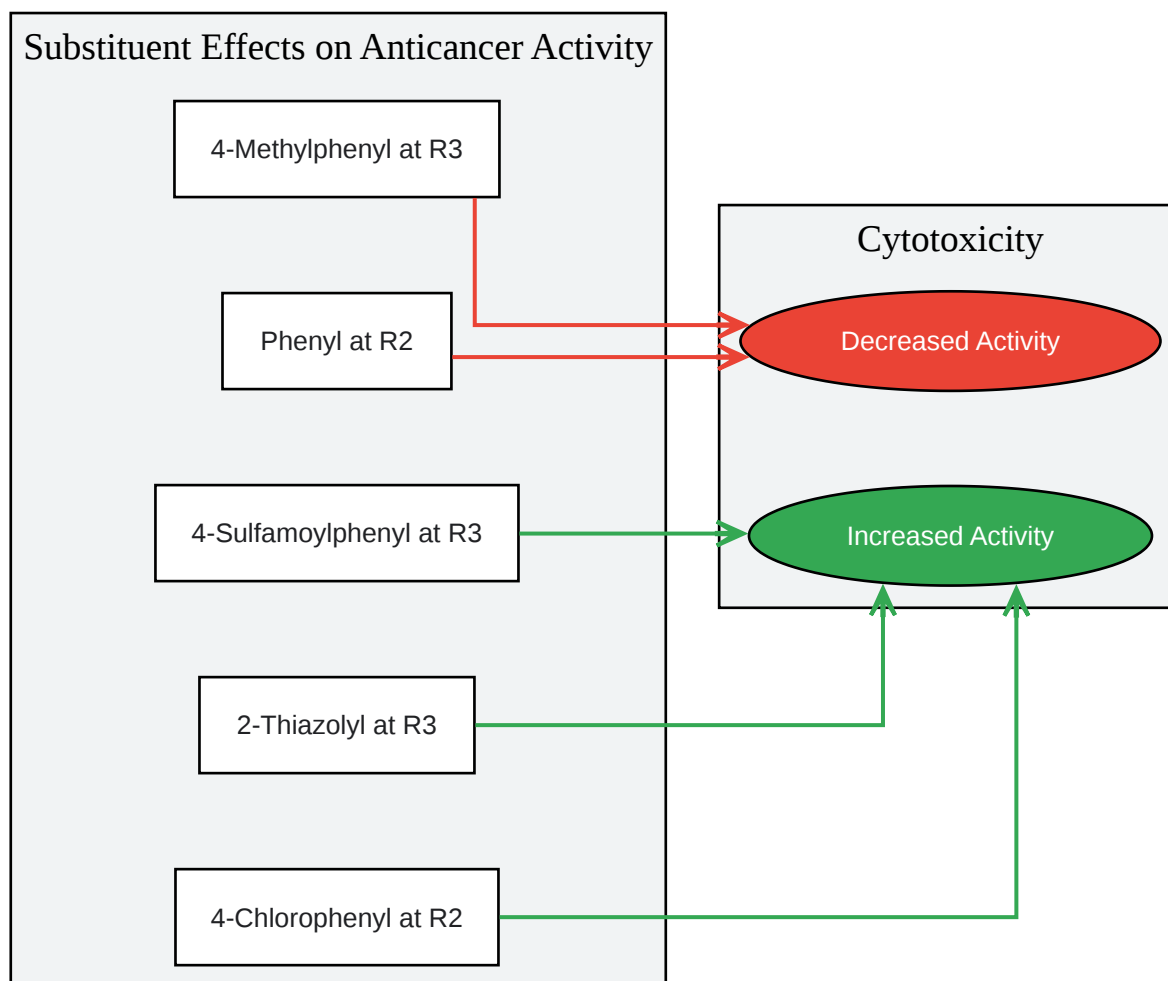 Substituent Effects on Anticancer Activity
4-Methylphenyl at R3
Phenyl at R2
4-Sulfamoylphenyl at R3
2-Thiazolyl at R3
4-Chlorophenyl at R2
Cytotoxicity
Decreased Activity
Increased Activity